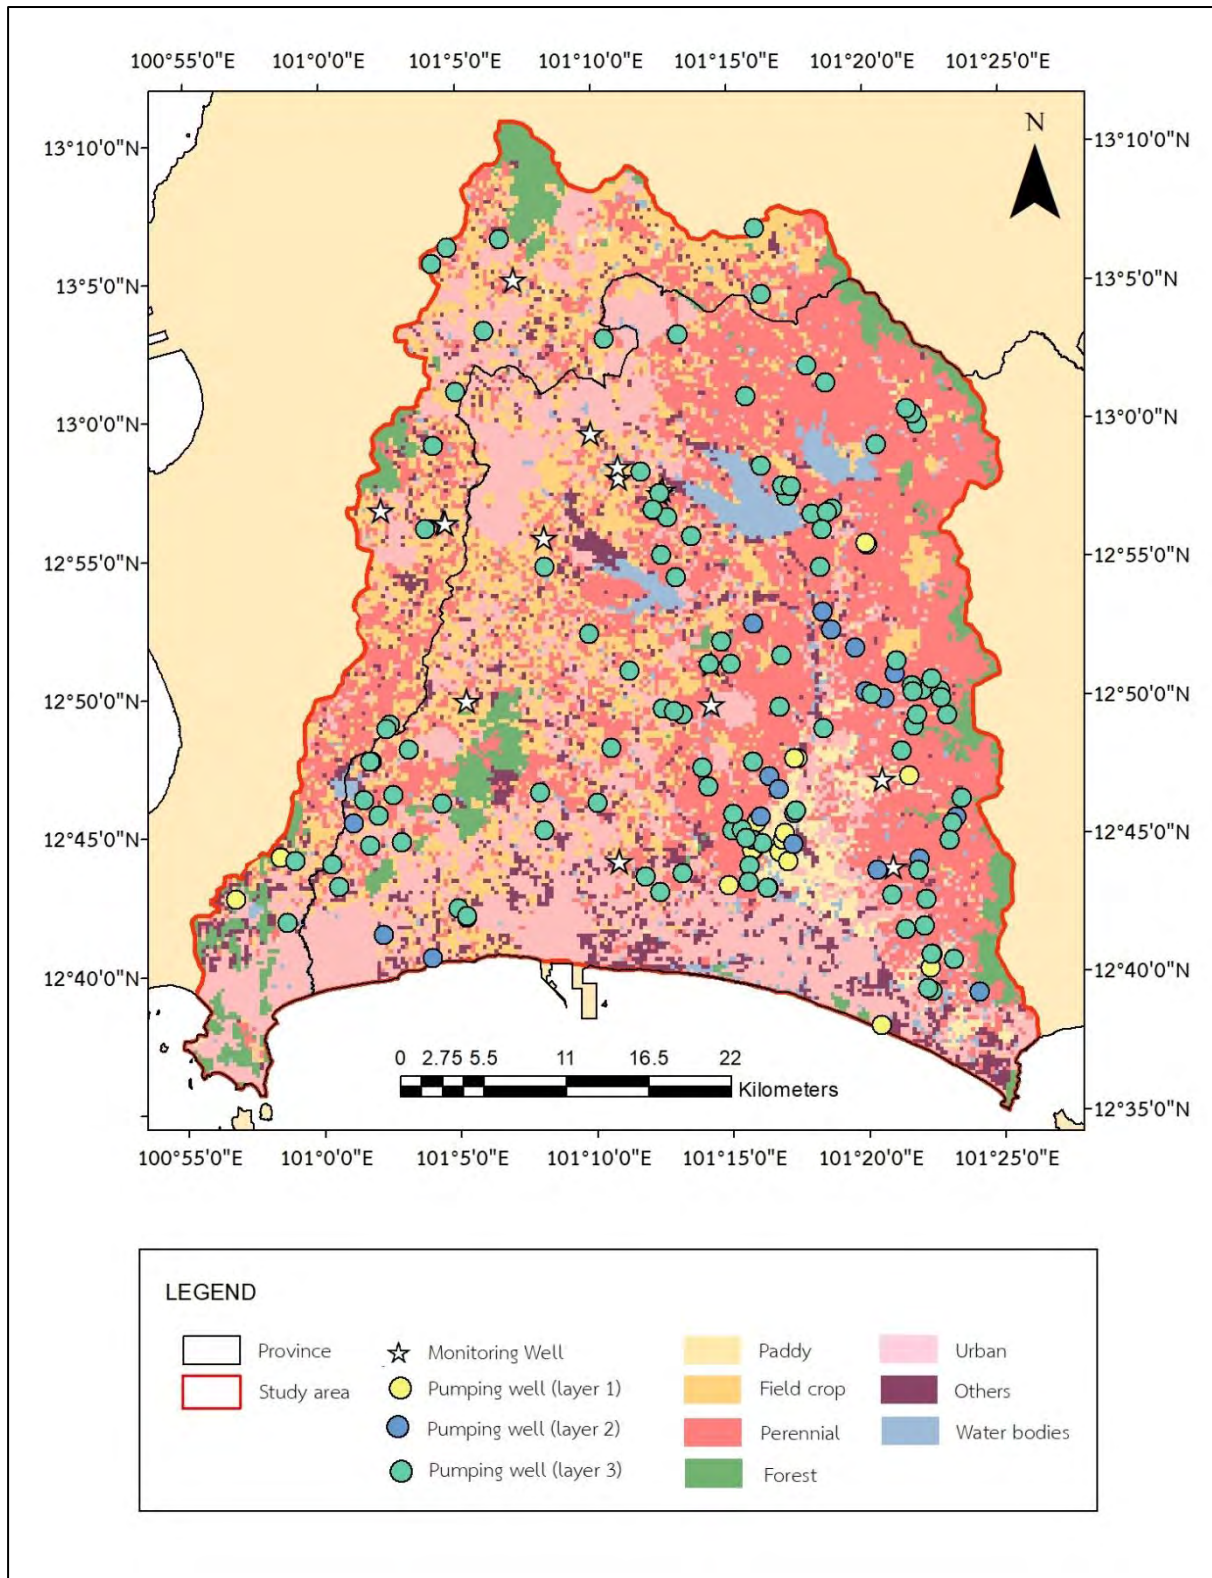 100°55'0"E 101°0'0"E 101°5'0"E 101°10'0"E 101°15'0"E 101°20'0"E 101°25'0"E
N
13°10'0"N 13°10'0"N
13°5'0"N 13°5'0"N
13°0'0"N 13°0'0"N
12°55'0"N 12°55'0"N
12°50'0"N 12°50'0"N
12°45'0"N 12°45'0"N
12°40'0"N 12°40'0"N
0 2.75 5.5 11 16.5 22
Kilometers
12°35'0"N
100°55'0"E 101°0'0"E 101°5'0"E 101°10'0"E 101°15'0"E 101°20'0"E 101°25'0"E
LEGEND
Province Monitoring Well Paddy Urban
Study area Pumping well (layer 1) Field crop Others
Pumping well (layer 2) Perennial Water bodies
Pumping well (layer 3) Forest